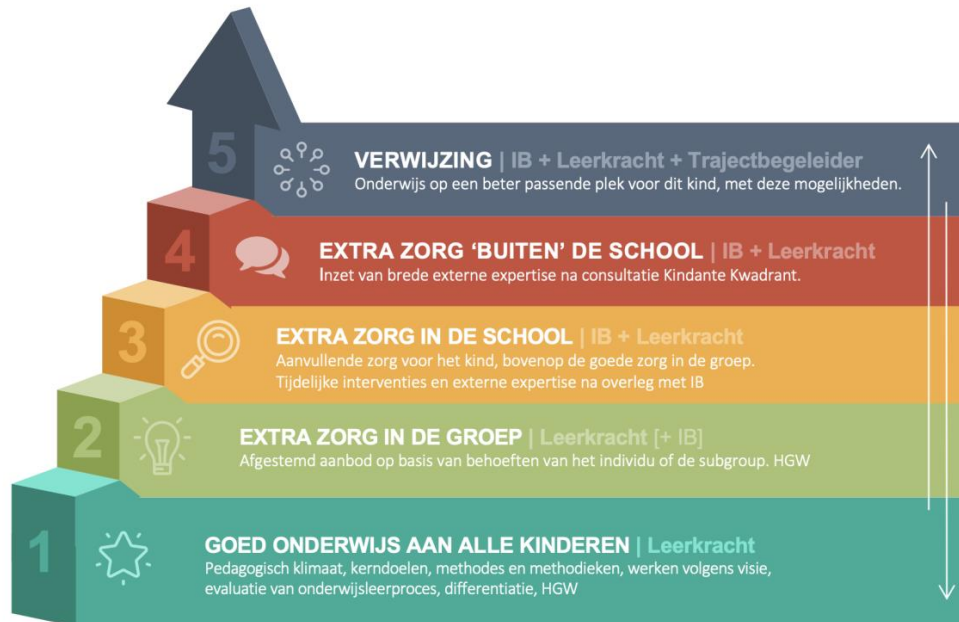 5
VERWIJZING | IB + Leerkracht + Trajectbegeleider
Onderwijs op een beter passende plek voor dit kind, met deze mogelijkheden.
4
EXTRA ZORG ‘BUITEN’ DE SCHOOL | IB + Leerkracht
Inzet van brede externe expertise na consultatie Kindante Kwadrant.
3
EXTRA ZORG IN DE SCHOOL | IB + Leerkracht
Aanvullende zorg voor het kind, bovenop de goede zorg in de groep.
Tijdelijke interventies en externe expertise na overleg met IB
2
EXTRA ZORG IN DE GROEP | Leerkracht [+ IB]
Afgestemd aanbod op basis van behoeften van het individu of de subgroup. HGW
1
GOED ONDERWIJS AAN ALLE KINDEREN | Leerkracht
Pedagogisch klimaat, kerndoelen, methodes en methodieken, werken volgens visie,
evaluatie van onderwijsleerproces, differentiatie, HGW